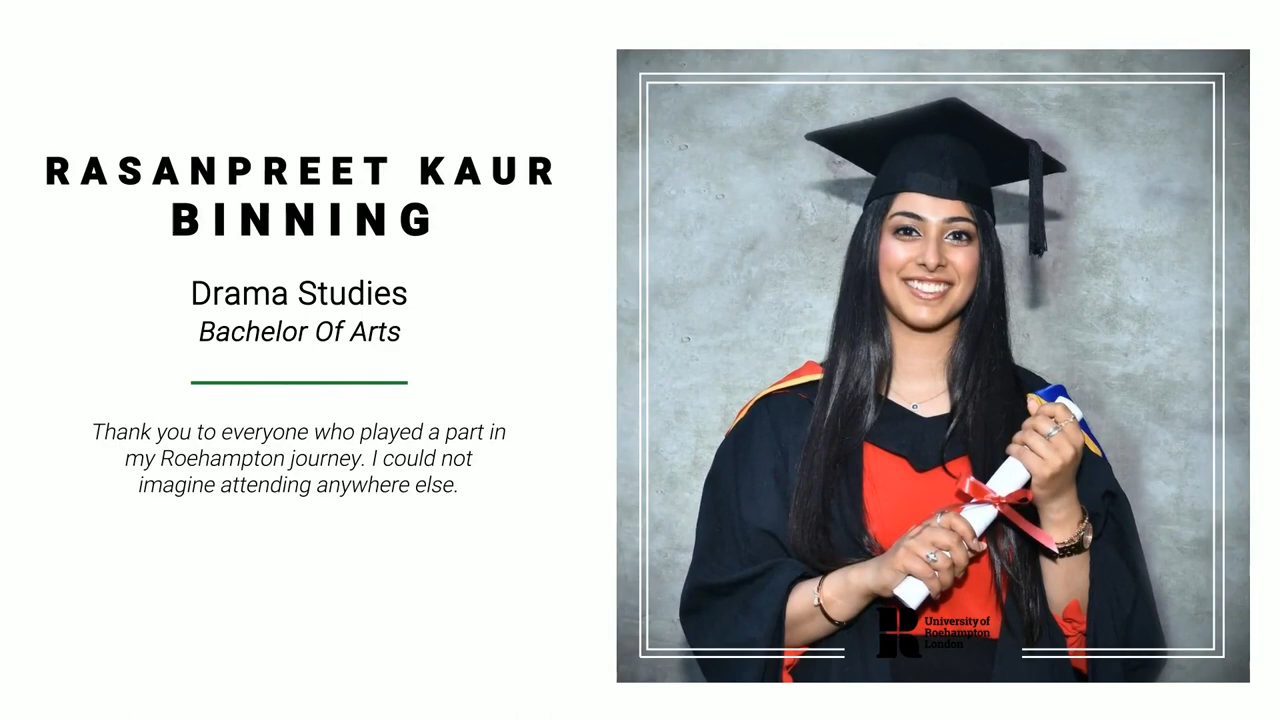 RASANPREET KAUR
BINNING
Drama Studies
Bachelor Of Arts
Thank you to everyone who played a part in
my Roehampton journey. I could not
imagine attending anywhere else.
University of
Roehampton
London